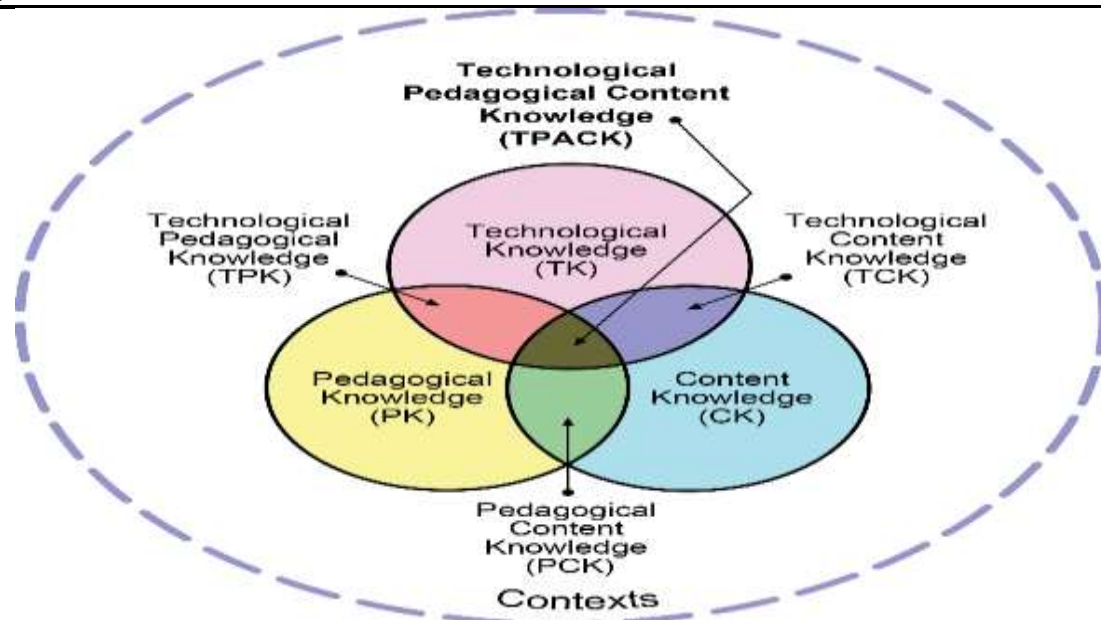 Technological
Pedagogical Content
Knowledge
(TPACK)
Technological
Pedagogical
Knowledge
(TPK)
Technological
Knowledge
(TK)
Technological
Content
Knowledge
(TCK)
Pedagogical
Knowledge
(PK)
Content
Knowledge
(CK)
Pedagogical
Content
Knowledge
(PCK)
Contexts